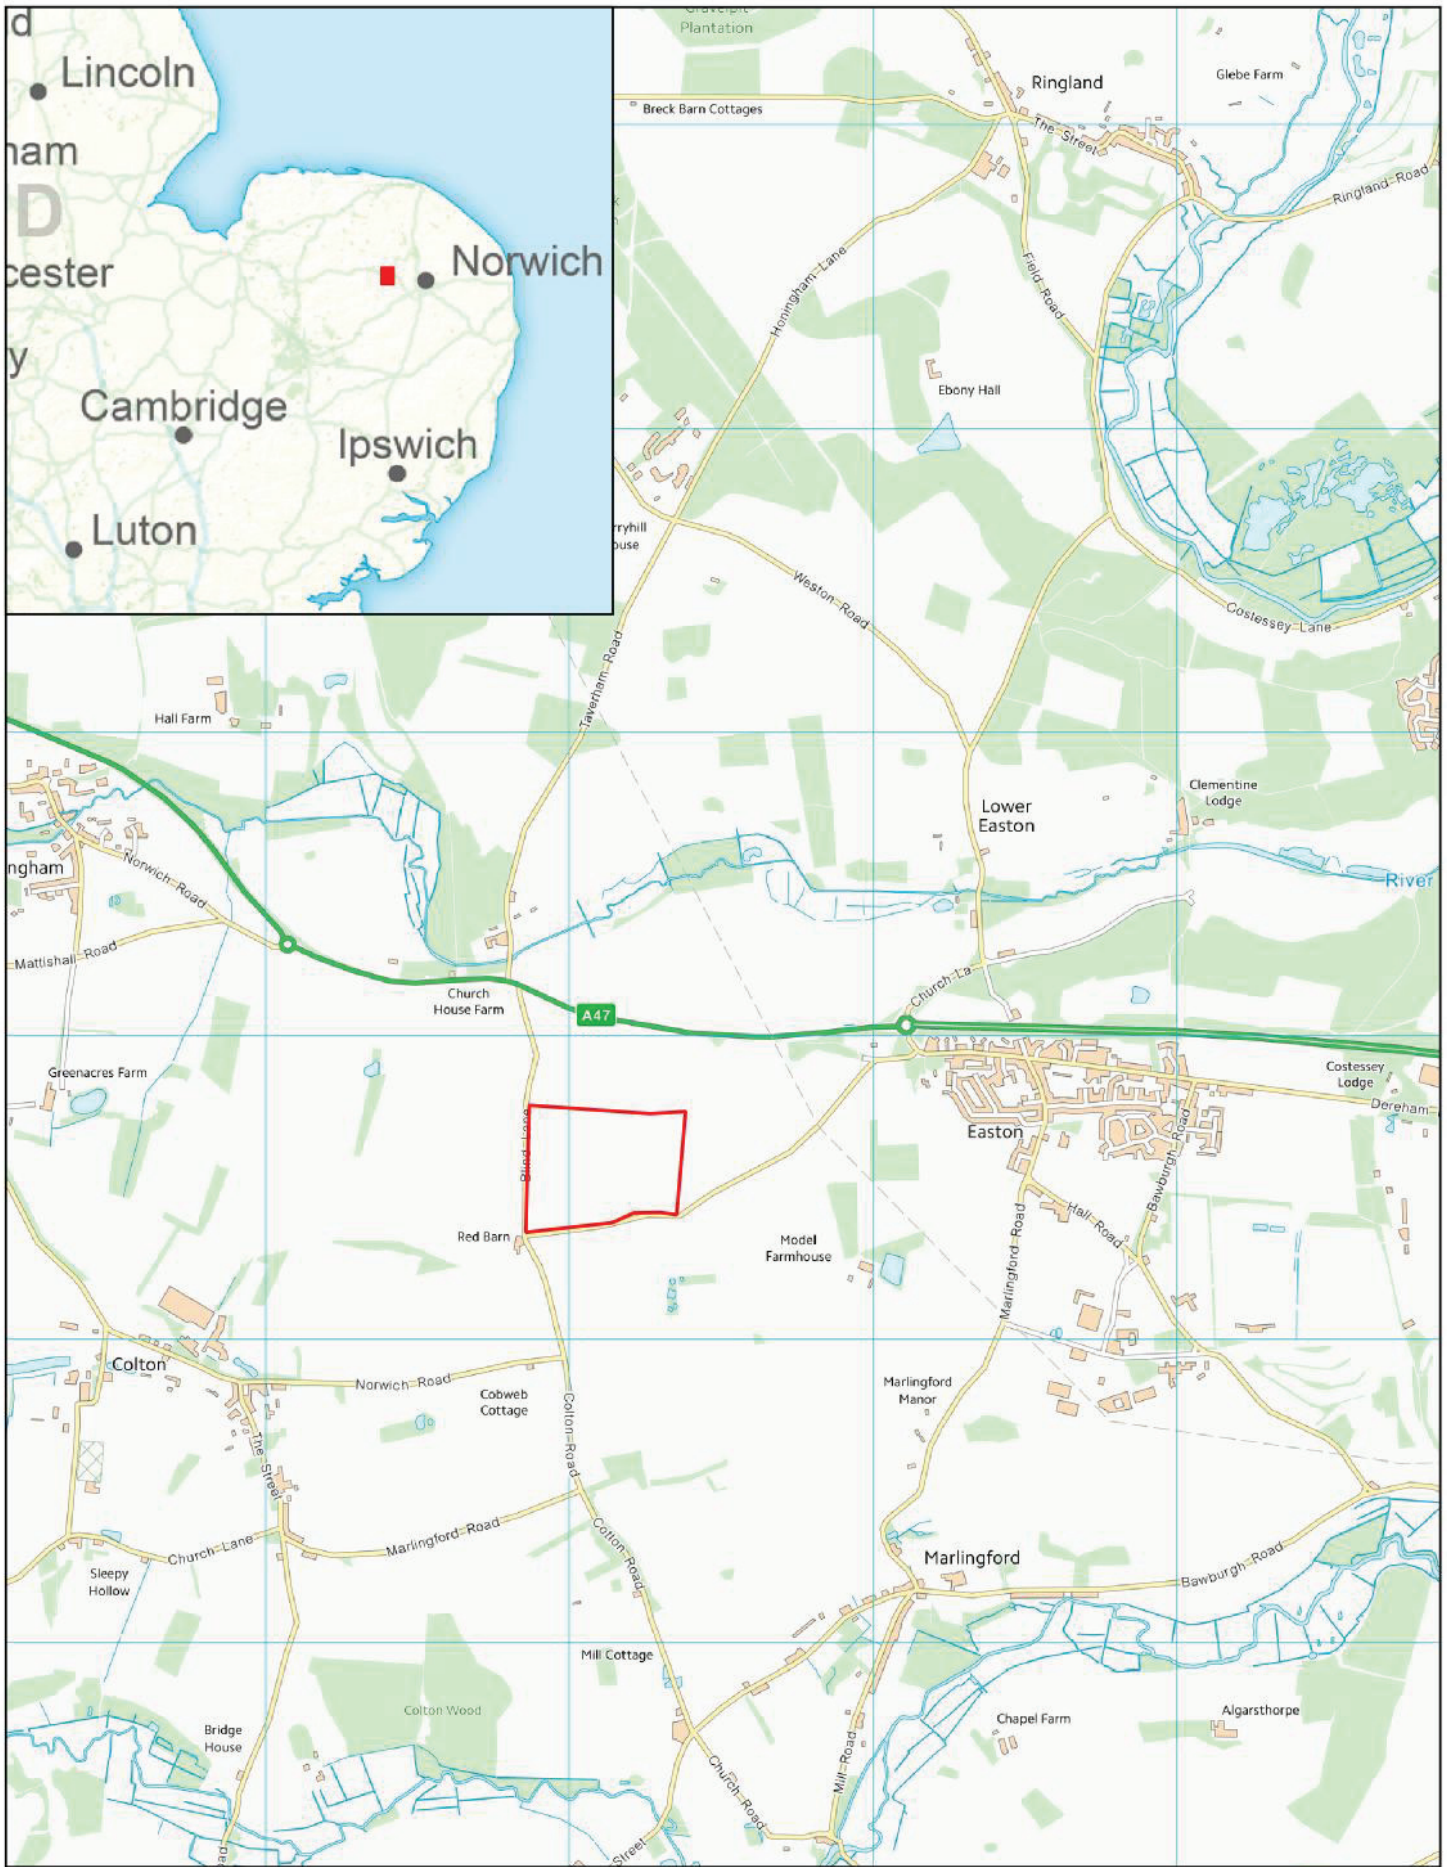 d
Lincoln
ham
D
cester
Norwich
y
Cambridge
Ipswich
Luton
Plantation
Ringland
Glebe Farm
Breck Barn Cottages
The Street
Ringland Road
Honingham Lane
Field Road
Ebony Hall
rryhill
ouse
Weston Road
Costessey Lane
Taverham Road
Hall Farm
Clementine
Lodge
Lower
Easton
ngham
Norwich Road
River
Mattishall Road
Church
House Farm
Church La
A47
Greenacres Farm
Costessey
Lodge
Dereham
Blind Lane
Easton
Bawburgh Road
Red Barn
Model
Farmhouse
Marlingford Road
Hall Road
Colton
Norwich Road
Cobweb
Cottage
Marlingford
Manor
Colton Road
The Street
Marlingford Road
Church Lane
Colton Road
Sleepy
Hollow
Marlingford
Bawburgh Road
Mill Cottage
Colton Wood
Bridge
House
Chapel Farm
Algarsthorpe
Church Road
Mill Road
Street